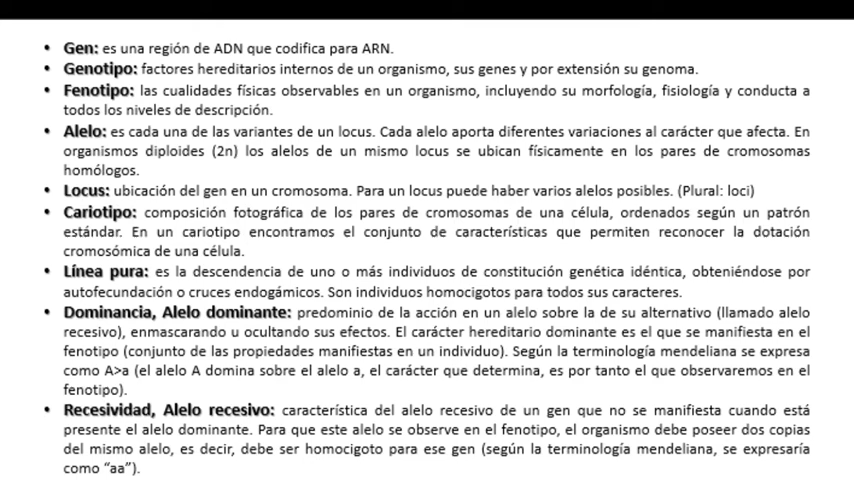 • Gen: es una región de ADN que codifica para ARN.
• Genotipo: factores hereditarios internos de un organismo, sus genes y por extensión su genoma.
• Fenotipo: las cualidades físicas observables en un organismo, incluyendo su morfología, fisiología y conducta a
todos los niveles de descripción.
• Alelo: es cada una de las variantes de un locus. Cada alelo aporta diferentes variaciones al carácter que afecta. En
organismos diploides (2n) los alelos de un mismo locus se ubican físicamente en los pares de cromosomas
homólogos.
• Locus: ubicación del gen en un cromosoma. Para un locus puede haber varios alelos posibles. (Plural: loci)
• Cariotipo: composición fotográfica de los pares de cromosomas de una célula, ordenados según un patrón
estándar. En un cariotipo encontramos el conjunto de características que permiten reconocer la dotación
cromosómica de una célula.
• Línea pura: es la descendencia de uno o más individuos de constitución genética idéntica, obteniéndose por
autofecundación o cruces endogámicos. Son individuos homocigotos para todos sus caracteres.
• Dominancia, Alelo dominante: predominio de la acción en un alelo sobre la de su alternativo (llamado alelo
recesivo), enmascarando u ocultando sus efectos. El carácter hereditario dominante es el que se manifiesta en el
fenotipo (conjunto de las propiedades manifiestas en un individuo). Según la terminología mendeliana se expresa
como A>a (el alelo A domina sobre el alelo a, el carácter que determina, es por tanto el que observaremos en el
fenotipo).
• Recesividad, Alelo recesivo: característica del alelo recesivo de un gen que no se manifiesta cuando está
presente el alelo dominante. Para que este alelo se observe en el fenotipo, el organismo debe poseer dos copias
del mismo alelo, es decir, debe ser homocigoto para ese gen (según la terminología mendeliana, se expresaría
como “aa”).